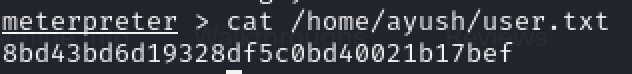 meterpreter > cat /home/ayush/user.txt
8bd43bd6d19328df5c0bd40021b17bef